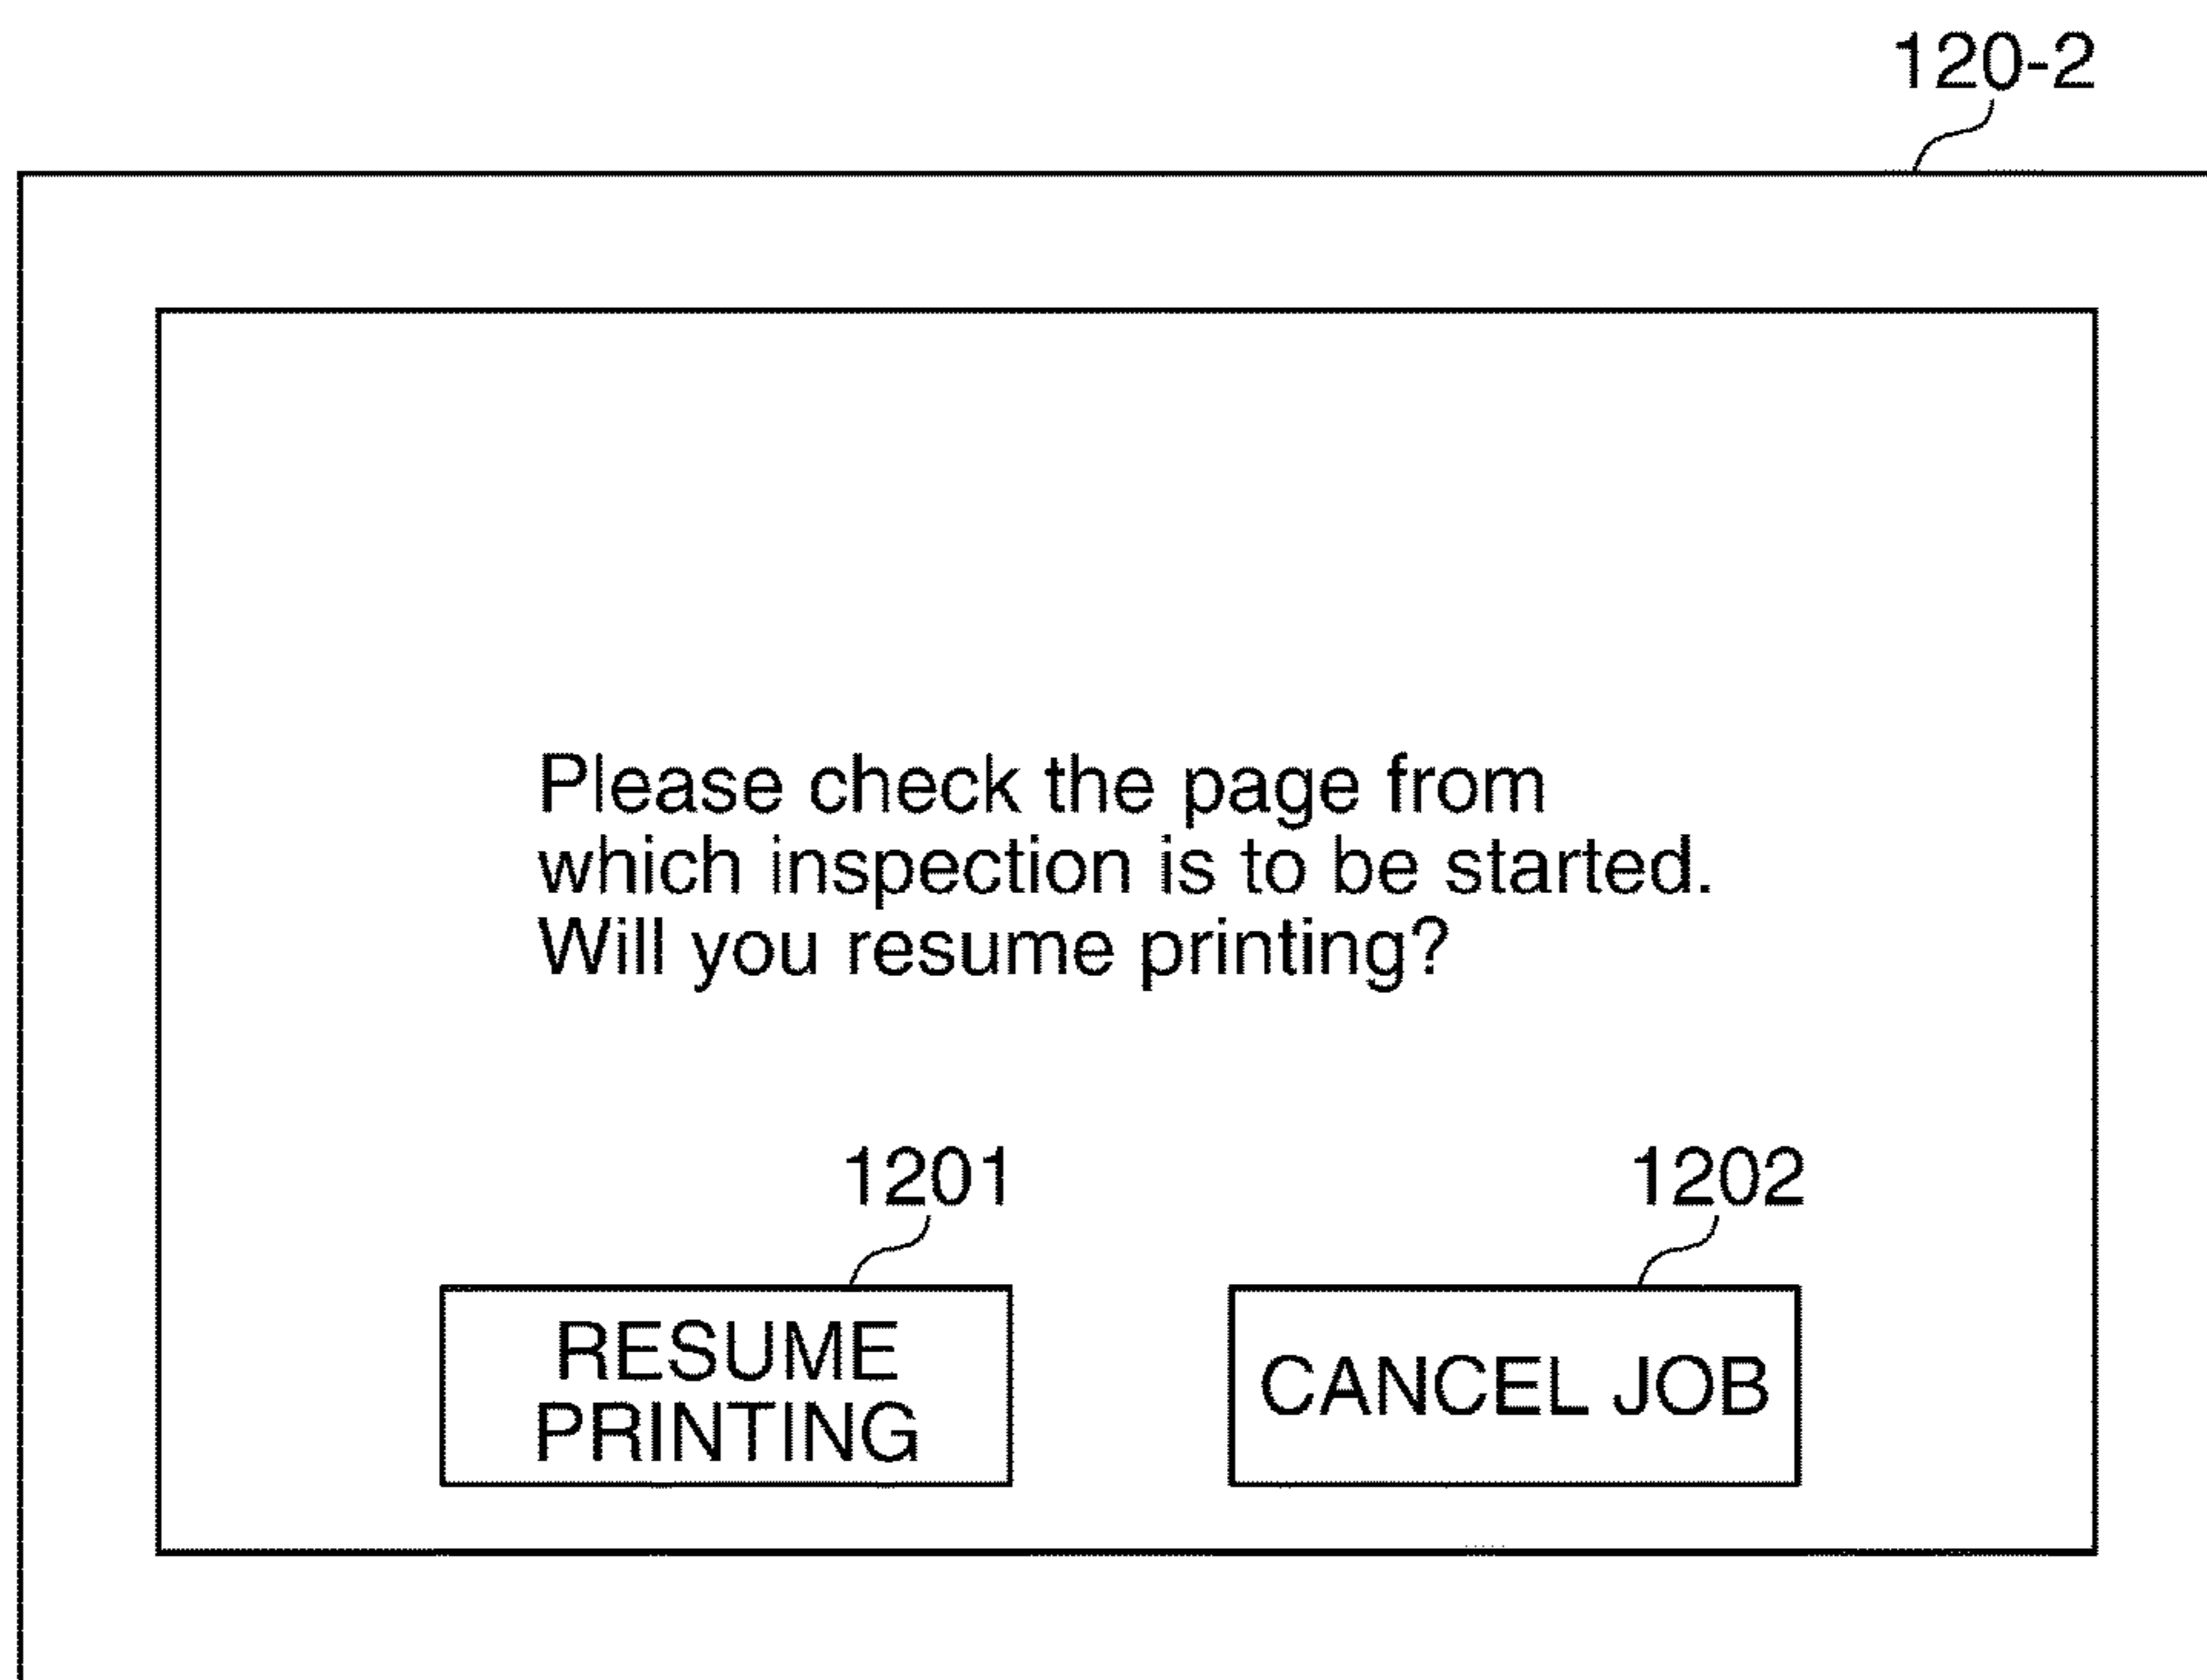 120-2
Please check the page from
which inspection is to be started.
Will you resume printing?
1201
1202
RESUME
PRINTING
CANCEL JOB